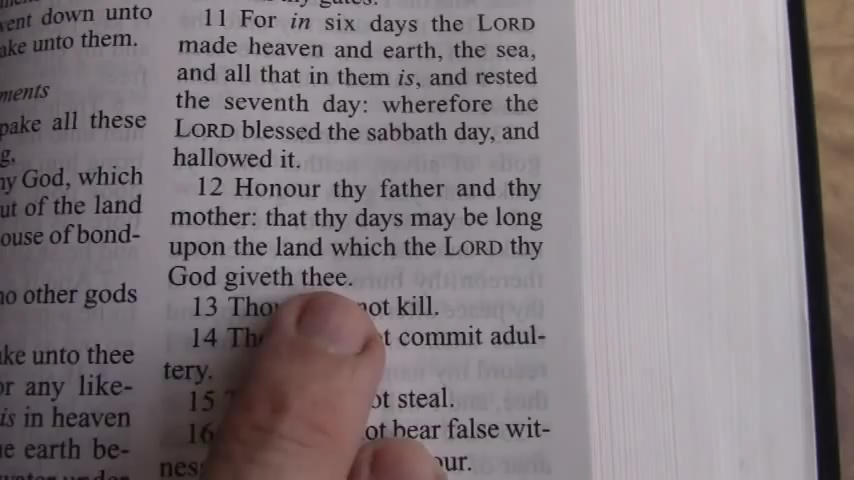 ent down unto
ake unto them.
ments
pake all these
g,
y God, which
ut of the land
ouse of bond-
no other gods
ke unto thee
or any like-
is in heaven
e earth be-
11 For in six days the LORD
made heaven and earth, the sea,
and all that in them is, and rested
the seventh day: wherefore the
LORD blessed the sabbath day, and
hallowed it.
12 Honour thy father and thy
mother: that thy days may be long
upon the land which the LORD thy
God giveth thee.
13 Thou not kill.
14 Th commit adul-
tery.
15 T ot steal.
16 ot bear false wit-
ness our.